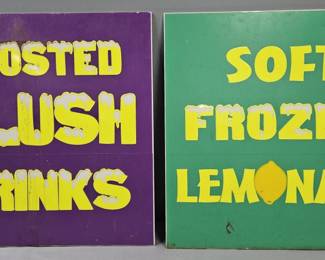 OSTED
LUSH
RINKS
SOFT
FROZE
LEMONA